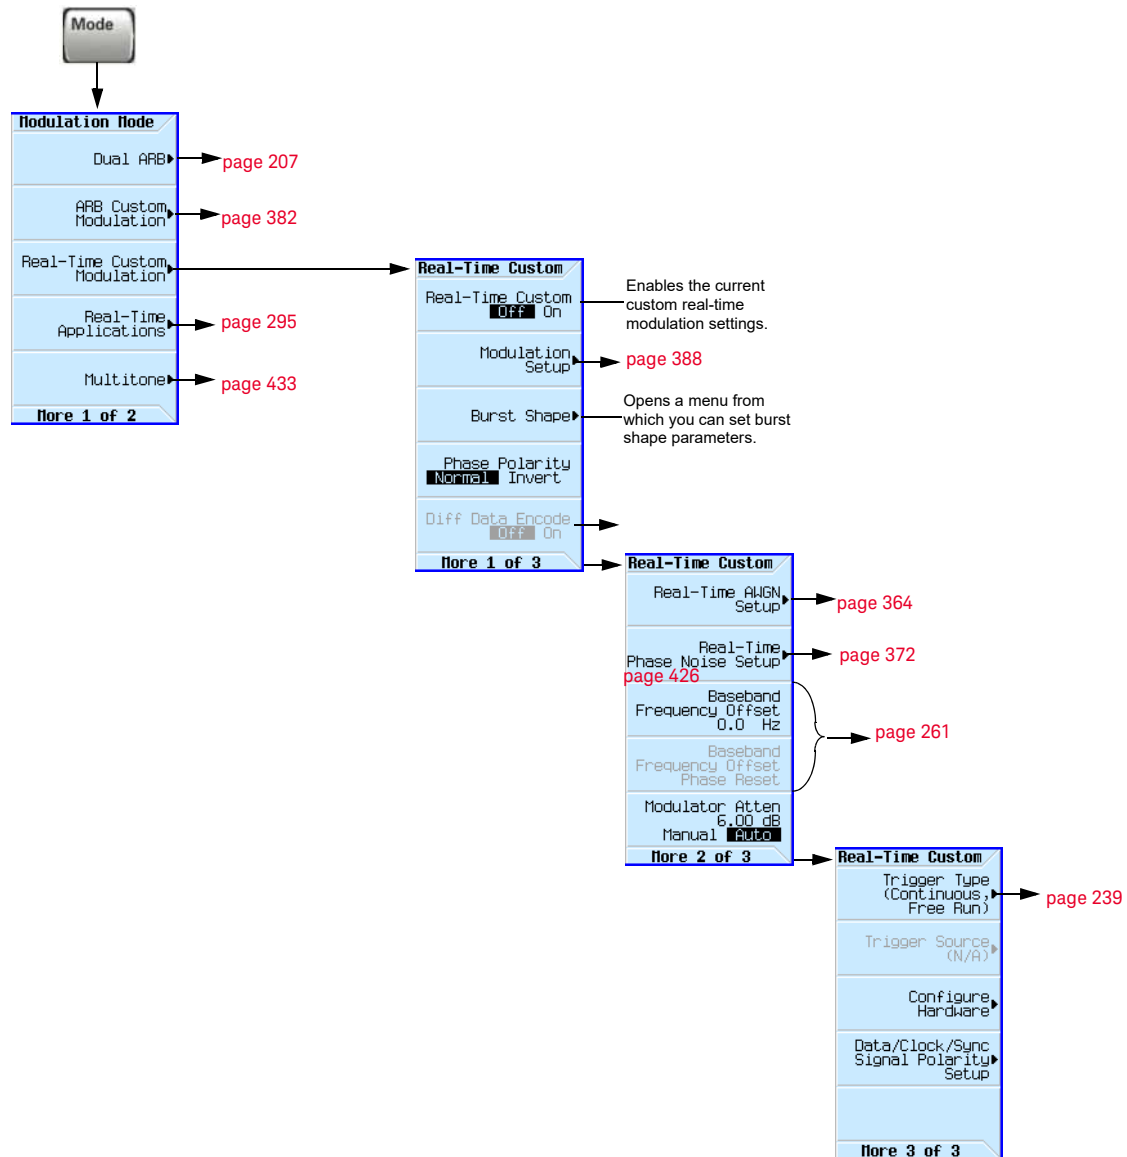 Mode
Modulation Mode
Dual ARB
page 207
ARB Custom
Modulation
page 382
Real-Time Custom
Modulation
Real-Time
Applications
page 295
Multitone
page 433
More 1 of 2
Real-Time Custom
Real-Time Custom
Off On
Enables the current
custom real-time
modulation settings.
Modulation
Setup
page 388
Burst Shape
Opens a menu from
which you can set burst
shape parameters.
Phase Polarity
Normal Invert
Diff Data Encode
Off On
More 1 of 3
Real-Time Custom
Real-Time AWGN
Setup
page 364
Real-Time
Phase Noise Setup
page 372
page 426
Baseband
Frequency Offset
0.0 Hz
page 261
Baseband
Frequency Offset
Phase Reset
Modulator Atten
6.00 dB
Manual Auto
More 2 of 3
Real-Time Custom
Trigger Type
(Continuous,
Free Run)
page 239
Trigger Source
(N/A)
Configure
Hardware
Data/Clock/Sync
Signal Polarity
Setup
More 3 of 3